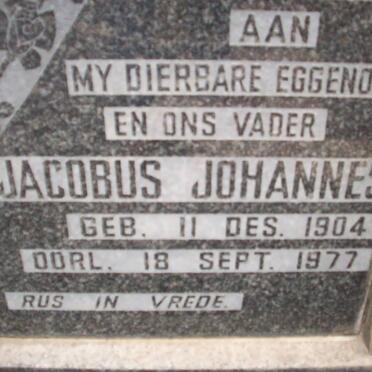 AAN
MY DIERBARE EGGENO
EN ONS VADER
JACOBUS JOHANNES
GEB. 11 DES. 1904
OORL. 18 SEPT. 1977
RUS IN VREDE.